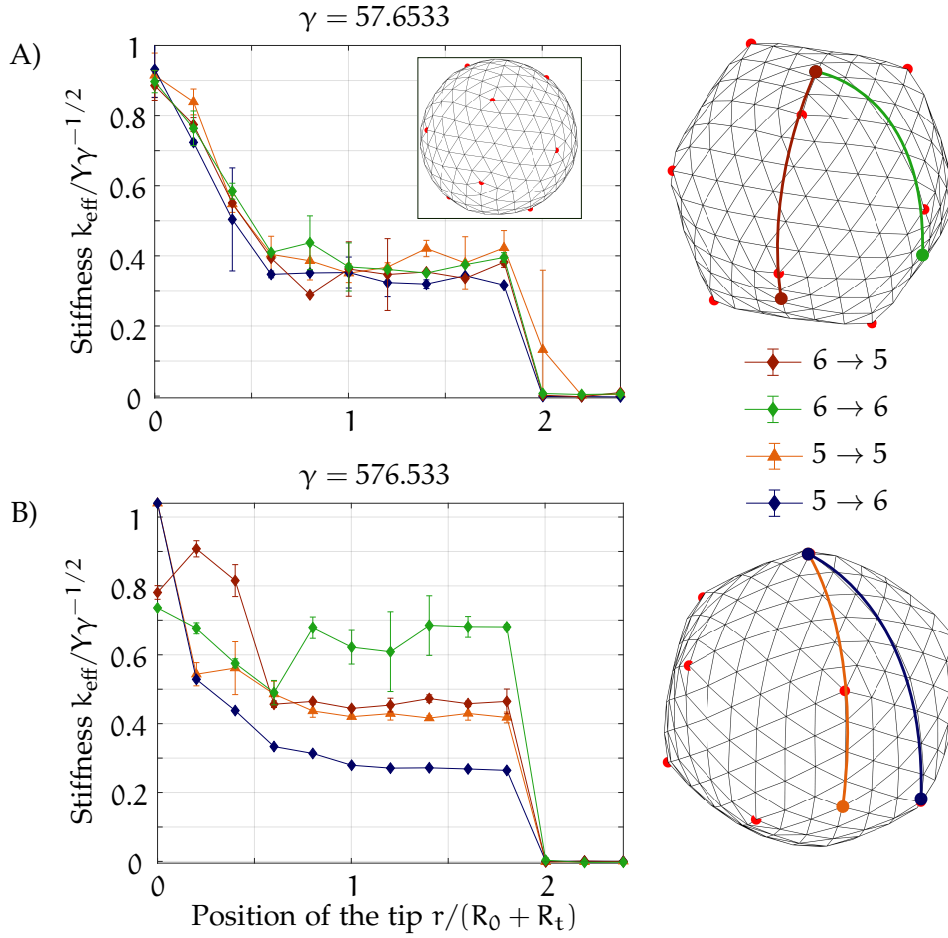 γ = 57.6533
A)
Stiffness k_eff/Yγ^−1/2
1
0.8
0.6
0.4
0.2
0
0
1
2
6 → 5
6 → 6
5 → 5
5 → 6
γ = 576.533
B)
Stiffness k_eff/Yγ^−1/2
1
0.8
0.6
0.4
0.2
0
0
1
2
Position of the tip r/(R_0 + R_t)